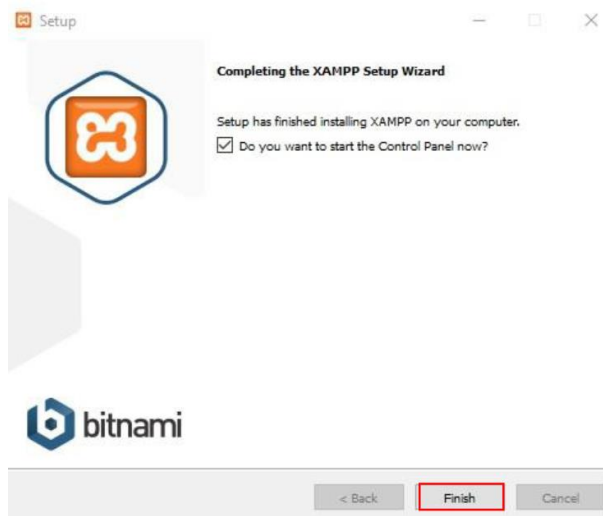 Setup
Completing the XAMPP Setup Wizard
Setup has finished installing XAMPP on your computer.
Do you want to start the Control Panel now?
bitnami
< Back
Finish
Cancel